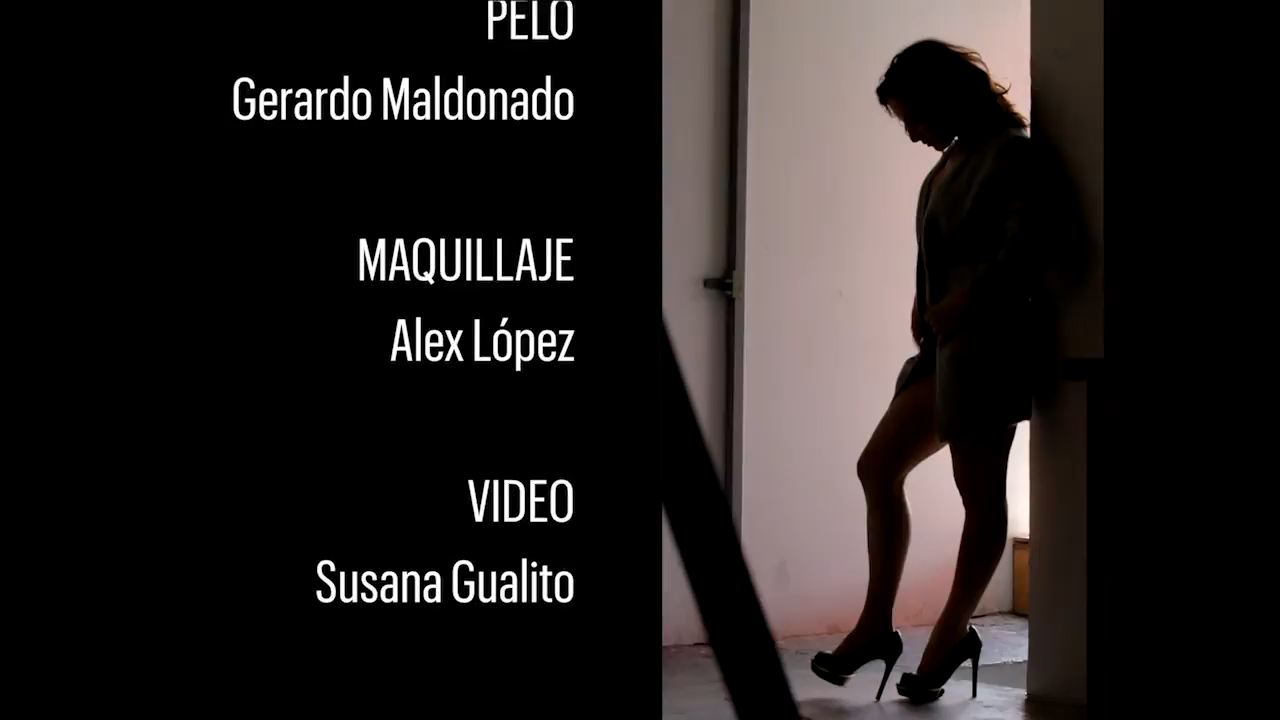 PELO
Gerardo Maldonado
MAQUILLAJE
Alex López
VIDEO
Susana Gualito